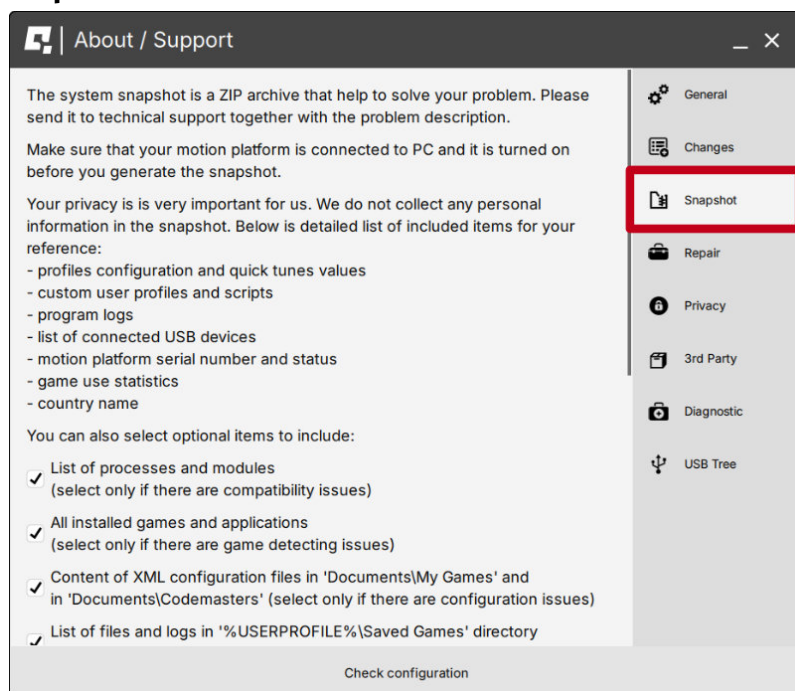 About / Support
The system snapshot is a ZIP archive that help to solve your problem. Please
send it to technical support together with the problem description.
Make sure that your motion platform is connected to PC and it is turned on
before you generate the snapshot.
Your privacy is is very important for us. We do not collect any personal
information in the snapshot. Below is detailed list of included items for your
reference:
- profiles configuration and quick tunes values
- custom user profiles and scripts
- program logs
- list of connected USB devices
- motion platform serial number and status
- game use statistics
- country name
You can also select optional items to include:
List of processes and modules
(select only if there are compatibility issues)
All installed games and applications
(select only if there are game detecting issues)
Content of XML configuration files in 'Documents\My Games' and
in 'Documents\Codemasters' (select only if there are configuration issues)
List of files and logs in '%USERPROFILE%\Saved Games' directory
General
Changes
Snapshot
Repair
Privacy
3rd Party
Diagnostic
USB Tree
Check configuration